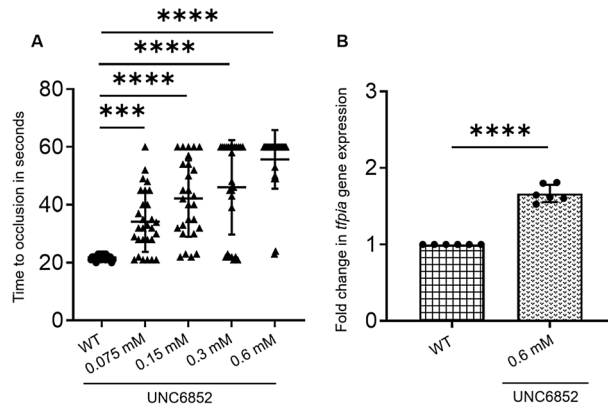 A
****
****
****
***
Time to occlusion in seconds
80
60
40
20
0
WT
0.075 mM
0.15 mM
0.3 mM
0.6 mM
UNC6852
B
****
Fold change in tfpia gene expression
3
2
1
0
WT
0.6 mM
UNC6852